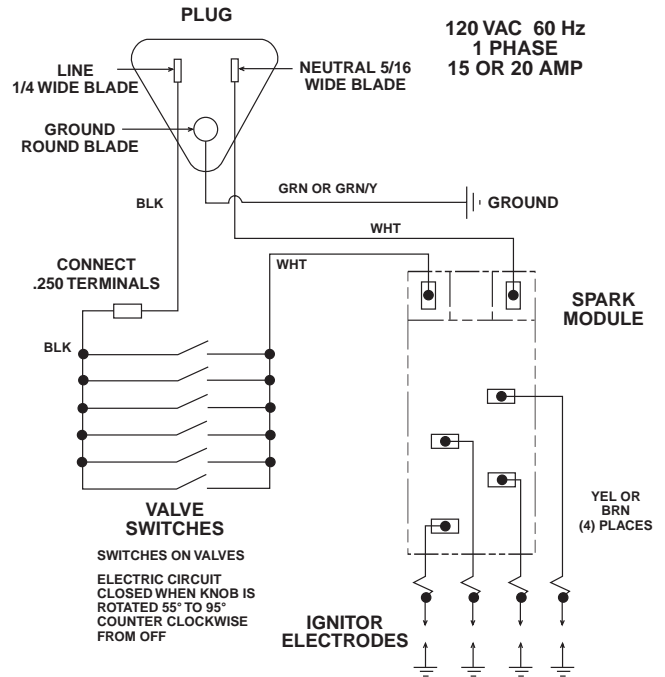 PLUG
120 VAC 60 Hz
1 PHASE
15 OR 20 AMP
LINE
1/4 WIDE BLADE
NEUTRAL 5/16
WIDE BLADE
GROUND
ROUND BLADE
GRN OR GRN/Y
BLK
GROUND
WHT
CONNECT
.250 TERMINALS
WHT
SPARK
MODULE
BLK
YEL OR
BRN
(4) PLACES
VALVE
SWITCHES
SWITCHES ON VALVES
ELECTRIC CIRCUIT
CLOSED WHEN KNOB IS
ROTATED 55° TO 95°
COUNTER CLOCKWISE
FROM OFF
IGNITOR
ELECTRODES